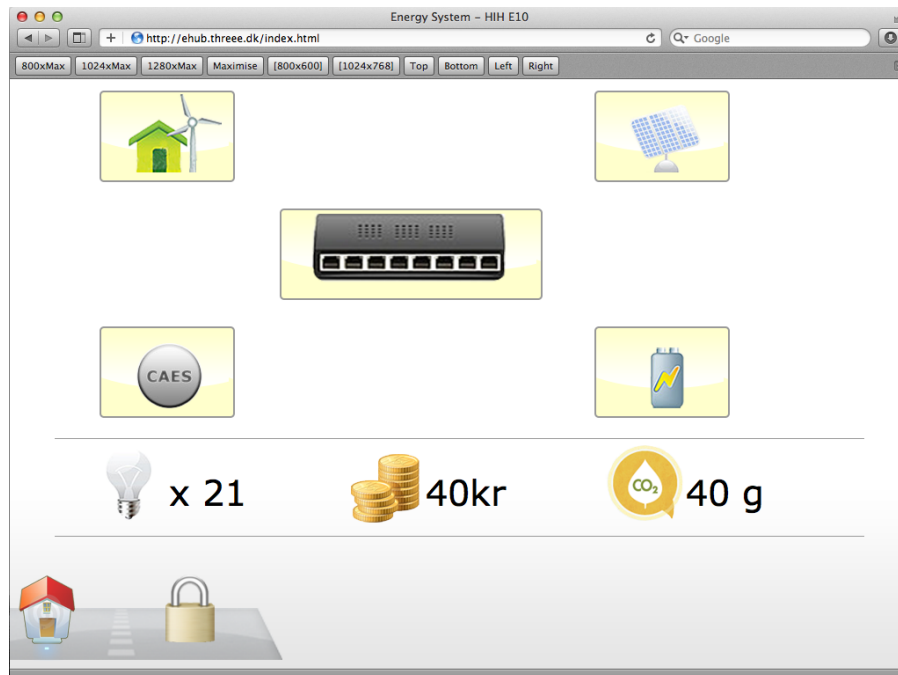 Energy System – HIH E10
http://ehub.threee.dk/index.html
Google
800xMax 1024xMax 1280xMax Maximise [800x600] [1024x768] Top Bottom Left Right
CAES
x 21 40kr CO₂ 40 g